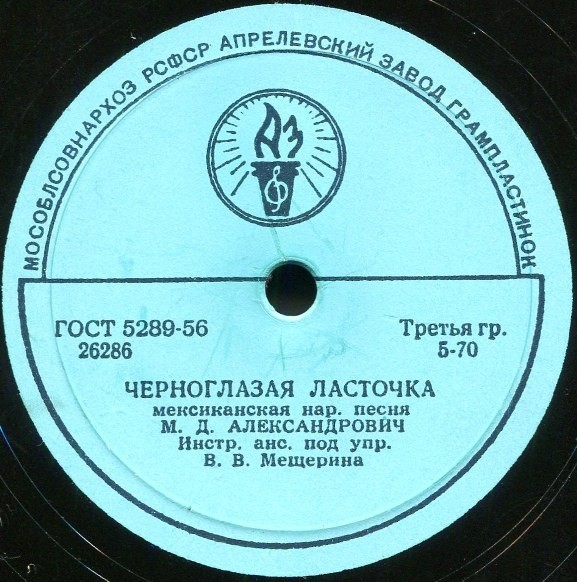 МОСОБЛСОВНАРХОЗ РСФСР АПРЕЛЕВСКИЙ ЗАВОД ГРАМПЛАСТИНОК
АЗ
ГОСТ 5289-56
26286
Третья гр.
5-70
ЧЕРНОГЛАЗАЯ ЛАСТОЧКА
мексиканская нар. песня
М. Д. АЛЕКСАНДРОВИЧ
Инстр. анс. под упр.
В. В. Мещерина